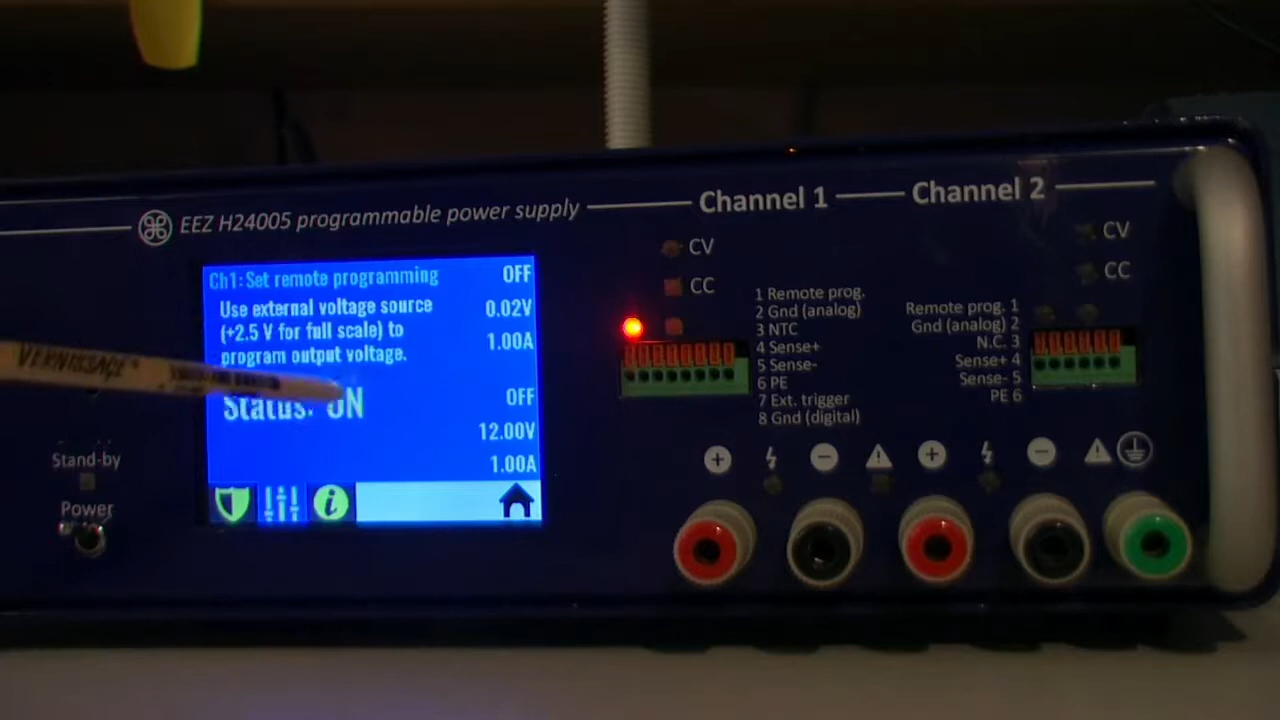 EEZ H24005 programmable power supply
Channel 1
Channel 2
Ch1: Set remote programming
Use external voltage source
(+2.5 V for full scale) to
program output voltage.
Status: ON
OFF
0.02V
1.00A
OFF
12.00V
1.00A
i
VERNISSAGE
Stand-by
Power
CV
CC
1 Remote prog.
2 Gnd (analog)
3 NTC
4 Sense+
5 Sense-
6 PE
7 Ext. trigger
8 Gnd (digital)
CV
CC
Remote prog. 1
Gnd (analog) 2
N.C. 3
Sense+ 4
Sense- 5
PE 6
+
−
+
−